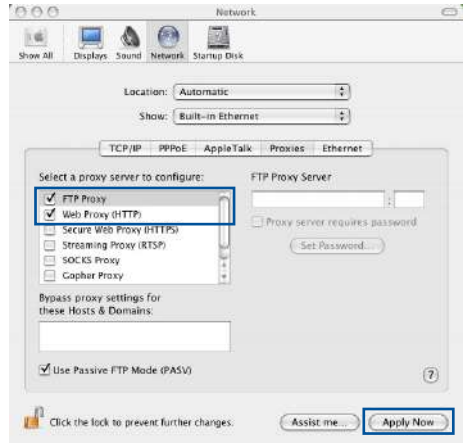 Network
Show All Displays Sound Network Startup Disk
Location: Automatic
Show: Built-in Ethernet
TCP/IP PPPoE AppleTalk Proxies Ethernet
Select a proxy server to configure:
FTP Proxy Server
FTP Proxy
Web Proxy (HTTP)
Secure Web Proxy (HTTPS)
Streaming Proxy (RTSP)
SOCKS Proxy
Gopher Proxy
:
Proxy server requires password
Set Password...
Bypass proxy settings for
these Hosts & Domains:
Use Passive FTP Mode (PASV)
?
Click the lock to prevent further changes.
Assist me... Apply Now